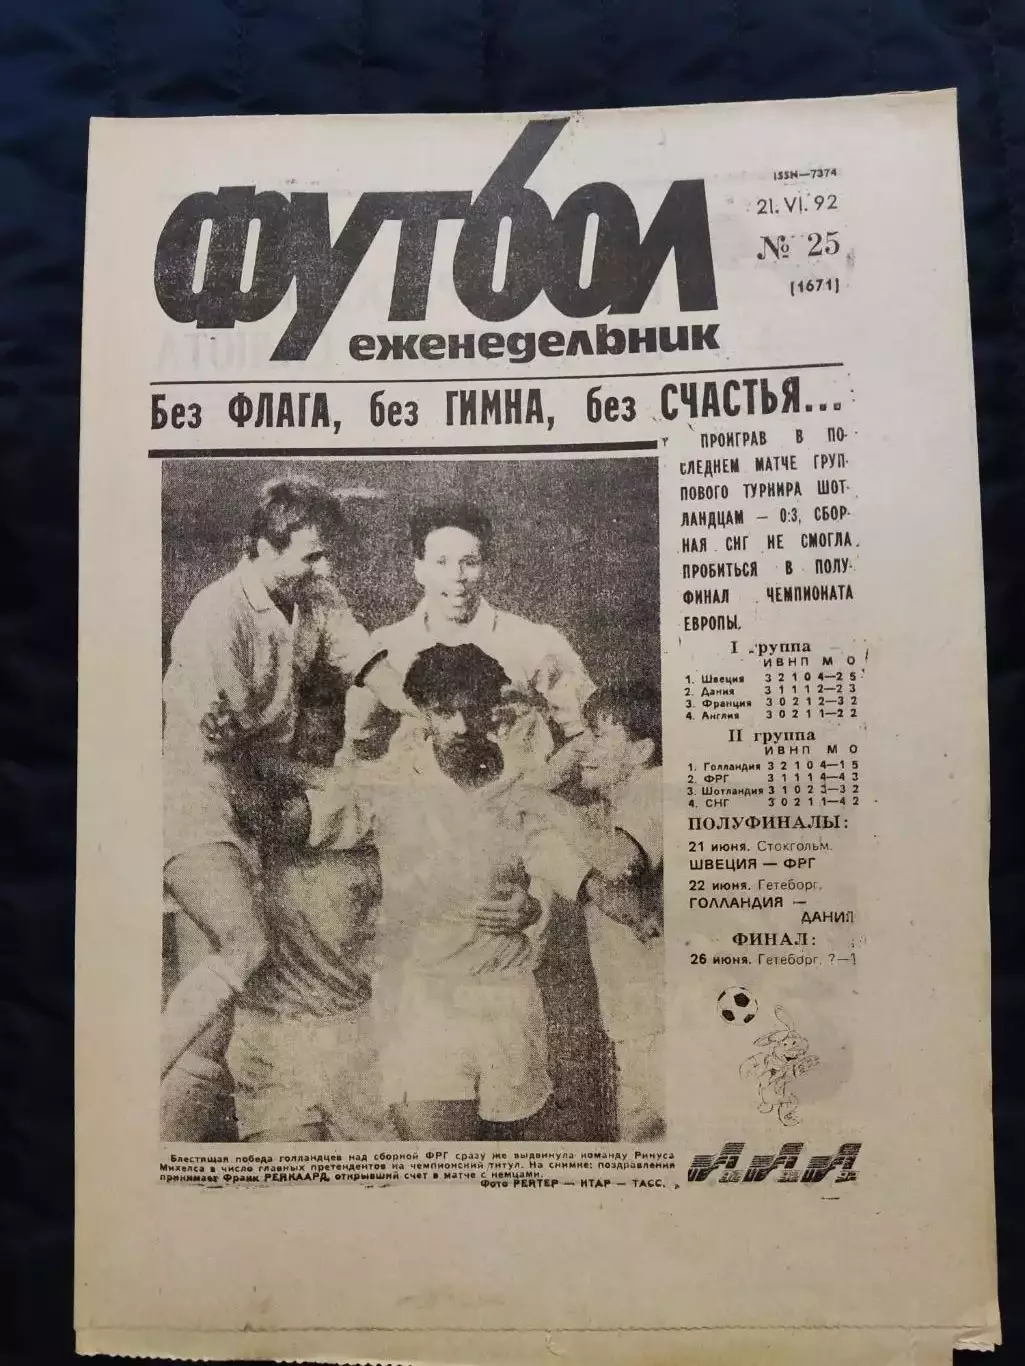 ФУТБОЛ
еженедельник
ISSN—7374
21.VI.92
№ 25
(1671)
Без ФЛАГА, без ГИМНА, без СЧАСТЬЯ...
ПРОИГРАВ В ПО-
СЛЕДНЕМ МАТЧЕ ГРУП-
ПОВОГО ТУРНИРА ШОТ-
ЛАНДЦАМ — 0:3, СБОР-
НАЯ СНГ НЕ СМОГЛА
ПРОБИТЬСЯ В ПОЛУ-
ФИНАЛ ЧЕМПИОНАТА
ЕВРОПЫ.
I группа
И В Н П М О
1. Швеция 3 2 1 0 4—2 5
2. Дания 3 1 1 1 2—2 3
3. Франция 3 0 2 1 2—3 2
4. Англия 3 0 2 1 1—2 2
II группа
И В Н П М О
1. Голландия 3 2 1 0 4—1 5
2. ФРГ 3 1 1 1 4—4 3
3. Шотландия 3 1 0 2 3—3 2
4. СНГ 3 0 2 1 1—4 2
ПОЛУФИНАЛЫ:
21 июня. Стокгольм.
ШВЕЦИЯ — ФРГ
22 июня. Гетеборг.
ГОЛЛАНДИЯ —
ДАНИЯ
ФИНАЛ:
26 июня. Гетеборг. ?—
Блестящая победа голландцев над сборной ФРГ сразу же выдвинула команду Ринуса
Михелса в число главных претендентов на чемпионский титул. На снимке: поздравления
принимает Франк РЕЙКААРД, открывший счет в матче с немцами.
Фото РЕЙТЕР — ИТАР — ТАСС.